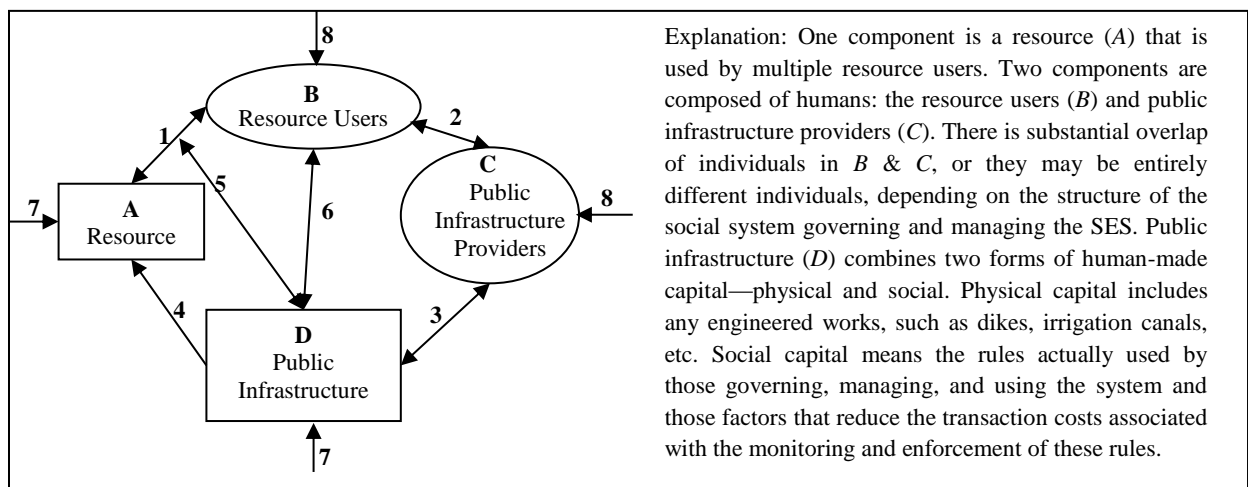 8
B
Resource Users
1
2
5
6
C
Public
Infrastructure
Providers
8
7
A
Resource
4
3
D
Public
Infrastructure
7
Explanation: One component is a resource (A) that is
used by multiple resource users. Two components are
composed of humans: the resource users (B) and public
infrastructure providers (C). There is substantial overlap
of individuals in B & C, or they may be entirely
different individuals, depending on the structure of the
social system governing and managing the SES. Public
infrastructure (D) combines two forms of human-made
capital—physical and social. Physical capital includes
any engineered works, such as dikes, irrigation canals,
etc. Social capital means the rules actually used by
those governing, managing, and using the system and
those factors that reduce the transaction costs associated
with the monitoring and enforcement of these rules.